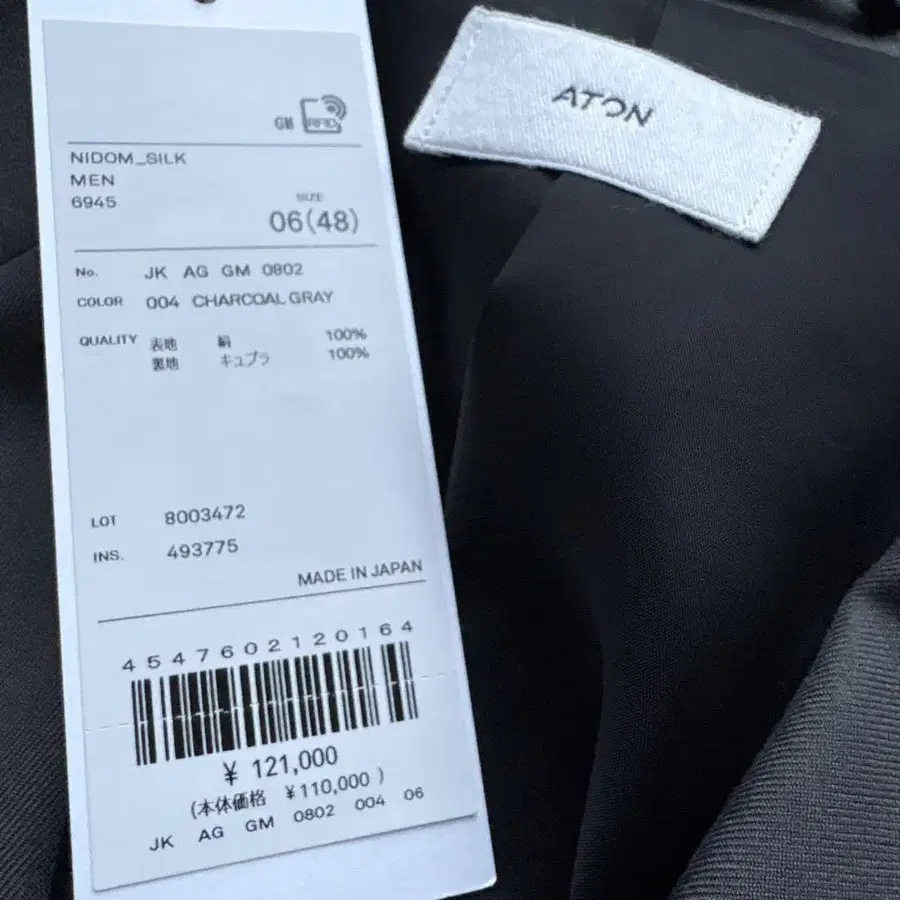 ATON
GM RFID
NIDOM_SILK
MEN
6945
SIZE
06(48)
No. JK AG GM 0802
COLOR 004 CHARCOAL GRAY
QUALITY 表地 絹 100%
裏地 キュプラ 100%
LOT 8003472
INS. 493775
MADE IN JAPAN
4547602120164
¥ 121,000
(本体価格 ¥110,000 )
JK AG GM 0802 004 06